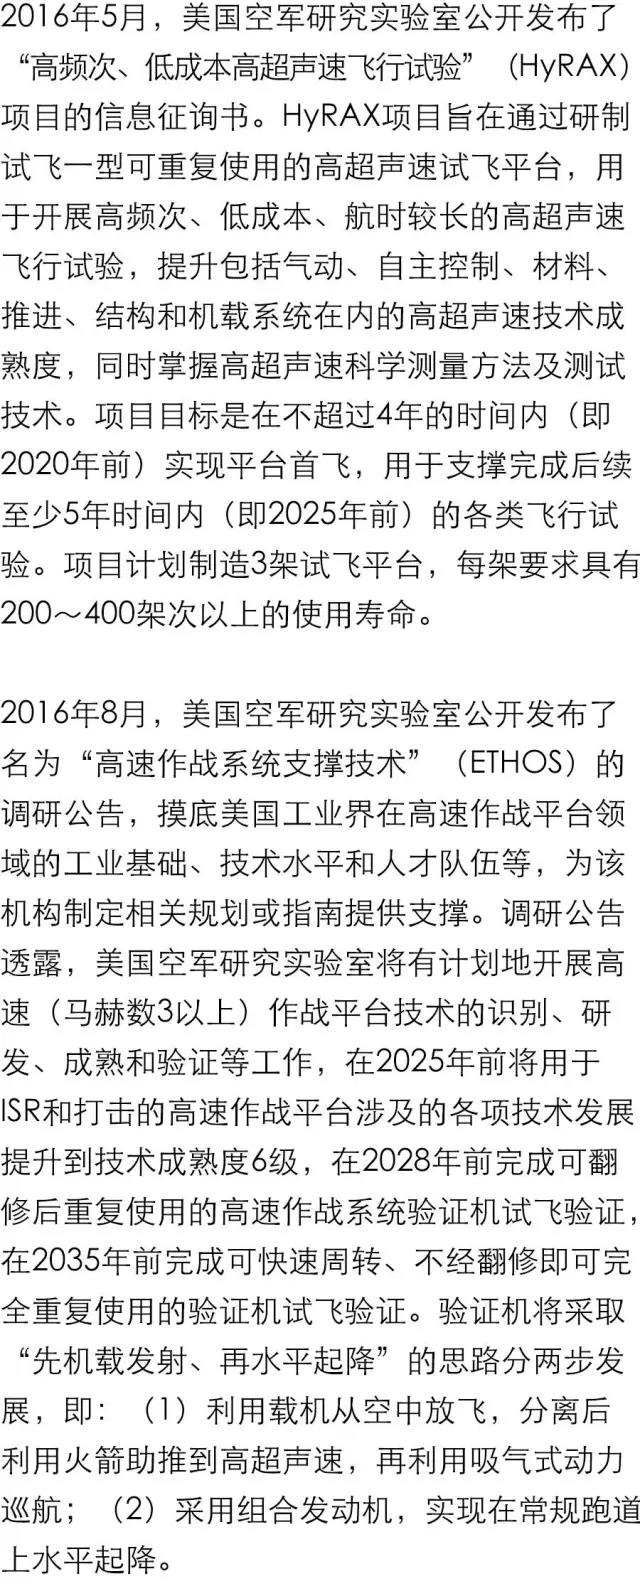 2016年5月，美国空军研究实验室公开发布了
“高频次、低成本高超声速飞行试验”（HyRAX）
项目的信息征询书。HyRAX项目旨在通过研制
试飞一型可重复使用的高超声速试飞平台，用
于开展高频次、低成本、航时较长的高超声速
飞行试验，提升包括气动、自主控制、材料、
推进、结构和机载系统在内的高超声速技术成
熟度，同时掌握高超声速科学测量方法及测试
技术。项目目标是在不超过4年的时间内（即
2020年前）实现平台首飞，用于支撑完成后续
至少5年时间内（即2025年前）的各类飞行试
验。项目计划制造3架试飞平台，每架要求具有
200～400架次以上的使用寿命。
2016年8月，美国空军研究实验室公开发布了
名为“高速作战系统支撑技术”（ETHOS）的
调研公告，摸底美国工业界在高速作战平台领
域的工业基础、技术水平和人才队伍等，为该
机构制定相关规划或指南提供支撑。调研公告
透露，美国空军研究实验室将有计划地开展高
速（马赫数3以上）作战平台技术的识别、研
发、成熟和验证等工作，在2025年前将用于
ISR和打击的高速作战平台涉及的各项技术发展
提升到技术成熟度6级，在2028年前完成可翻
修后重复使用的高速作战系统验证机试飞验证，
在2035年前完成可快速周转、不经翻修即可完
全重复使用的验证机试飞验证。验证机将采取
“先机载发射、再水平起降”的思路分两步发
展，即：（1）利用载机从空中放飞，分离后
利用火箭助推到高超声速，再利用吸气式动力
巡航；（2）采用组合发动机，实现在常规跑道
上水平起降。